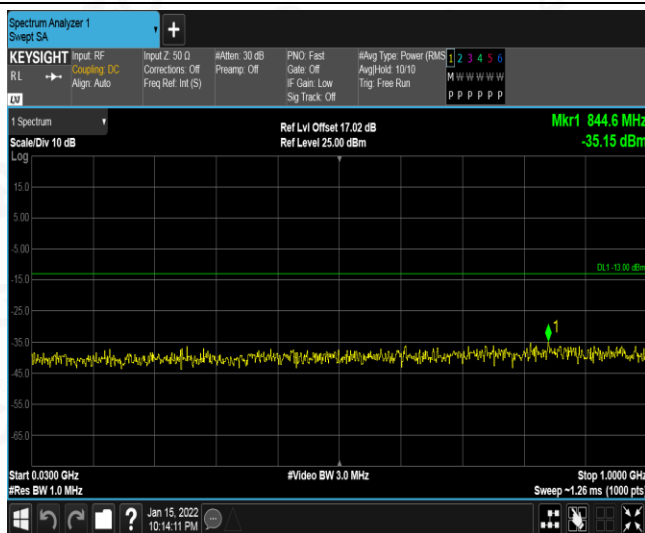 Spectrum Analyzer 1
Swept SA
+
KEYSIGHT
RL
LXI
Input: RF
Coupling: DC
Align: Auto
Input Z: 50 Ω
Corrections: Off
Freq Ref: Int (S)
#Atten: 30 dB
Preamp: Off
PNO: Fast
Gate: Off
IF Gain: Low
Sig Track: Off
#Avg Type: Power (RMS
Avg|Hold: 10/10
Trig: Free Run
1 2 3 4 5 6
M W W W W W
P P P P P P
1 Spectrum
Scale/Div 10 dB
Log
Ref Lvl Offset 17.02 dB
Ref Level 25.00 dBm
Mkr1 844.6 MHz
-35.15 dBm
15.0
5.00
-5.00
DL1 -13.00 dBm
-15.0
-25.0
1
-35.0
-45.0
-55.0
-65.0
Start 0.0300 GHz
#Res BW 1.0 MHz
#Video BW 3.0 MHz
Stop 1.0000 GHz
Sweep ~1.26 ms (1000 pts)
?
Jan 15, 2022
10:14:11 PM